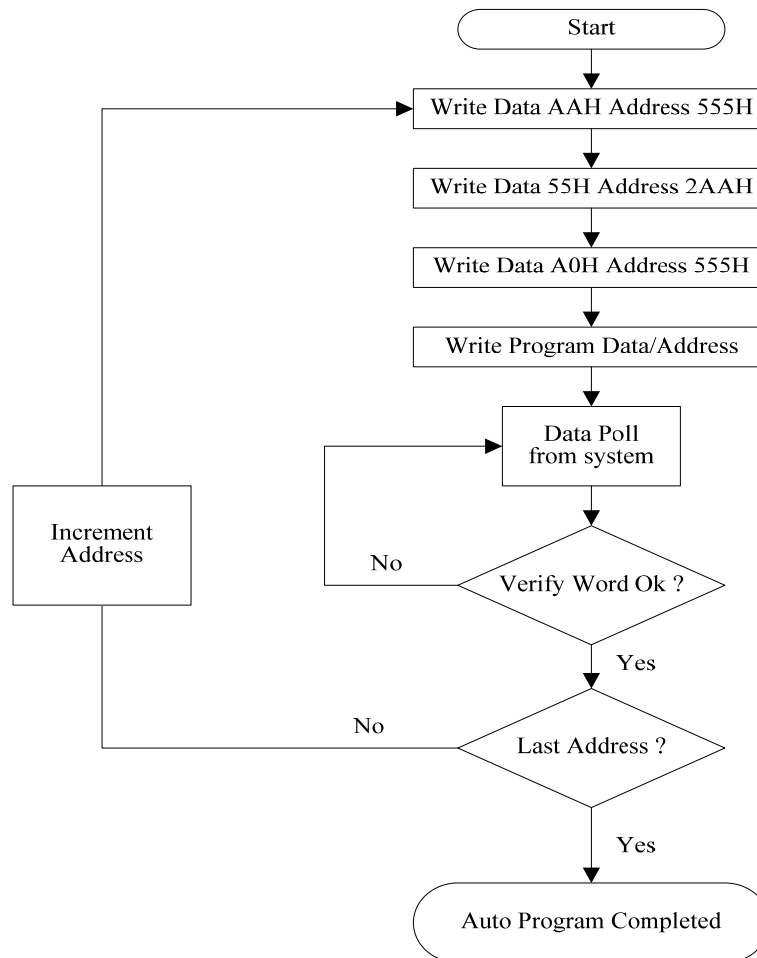 Start
Write Data AAH Address 555H
Write Data 55H Address 2AAH
Write Data A0H Address 555H
Write Program Data/Address
Data Poll
from system
Increment
Address
No
Verify Word Ok ?
Yes
No
Last Address ?
Yes
Auto Program Completed